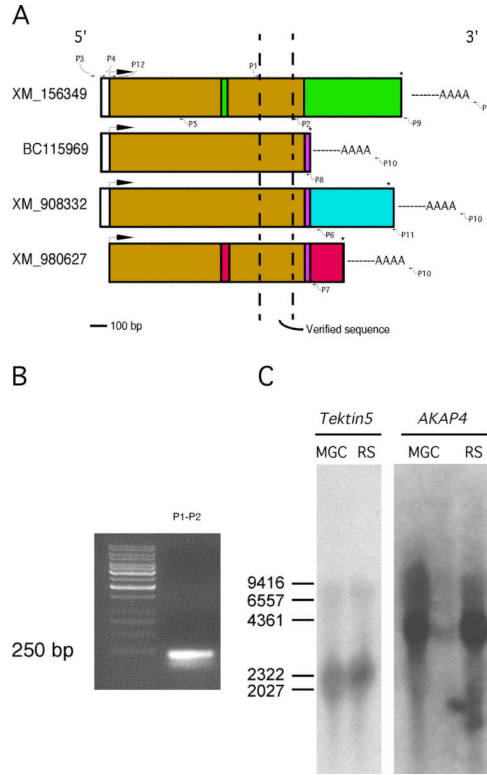 A
5'
3'
P3
P4
P12
P1
XM_156349
*
------AAAA
P5
P2
P9
BC115969
*
------AAAA
P10
P8
XM_908332
*
------AAAA
P10
P6
P11
XM_980627
*
------AAAA
P10
P7
100 bp
Verified sequence
B
P1-P2
250 bp
C
Tektin5
AKAP4
MGC RS
MGC RS
9416
6557
4361
2322
2027